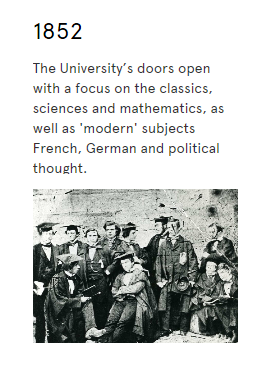 1852
The University’s doors open
with a focus on the classics,
sciences and mathematics, as
well as 'modern' subjects
French, German and political
thought.